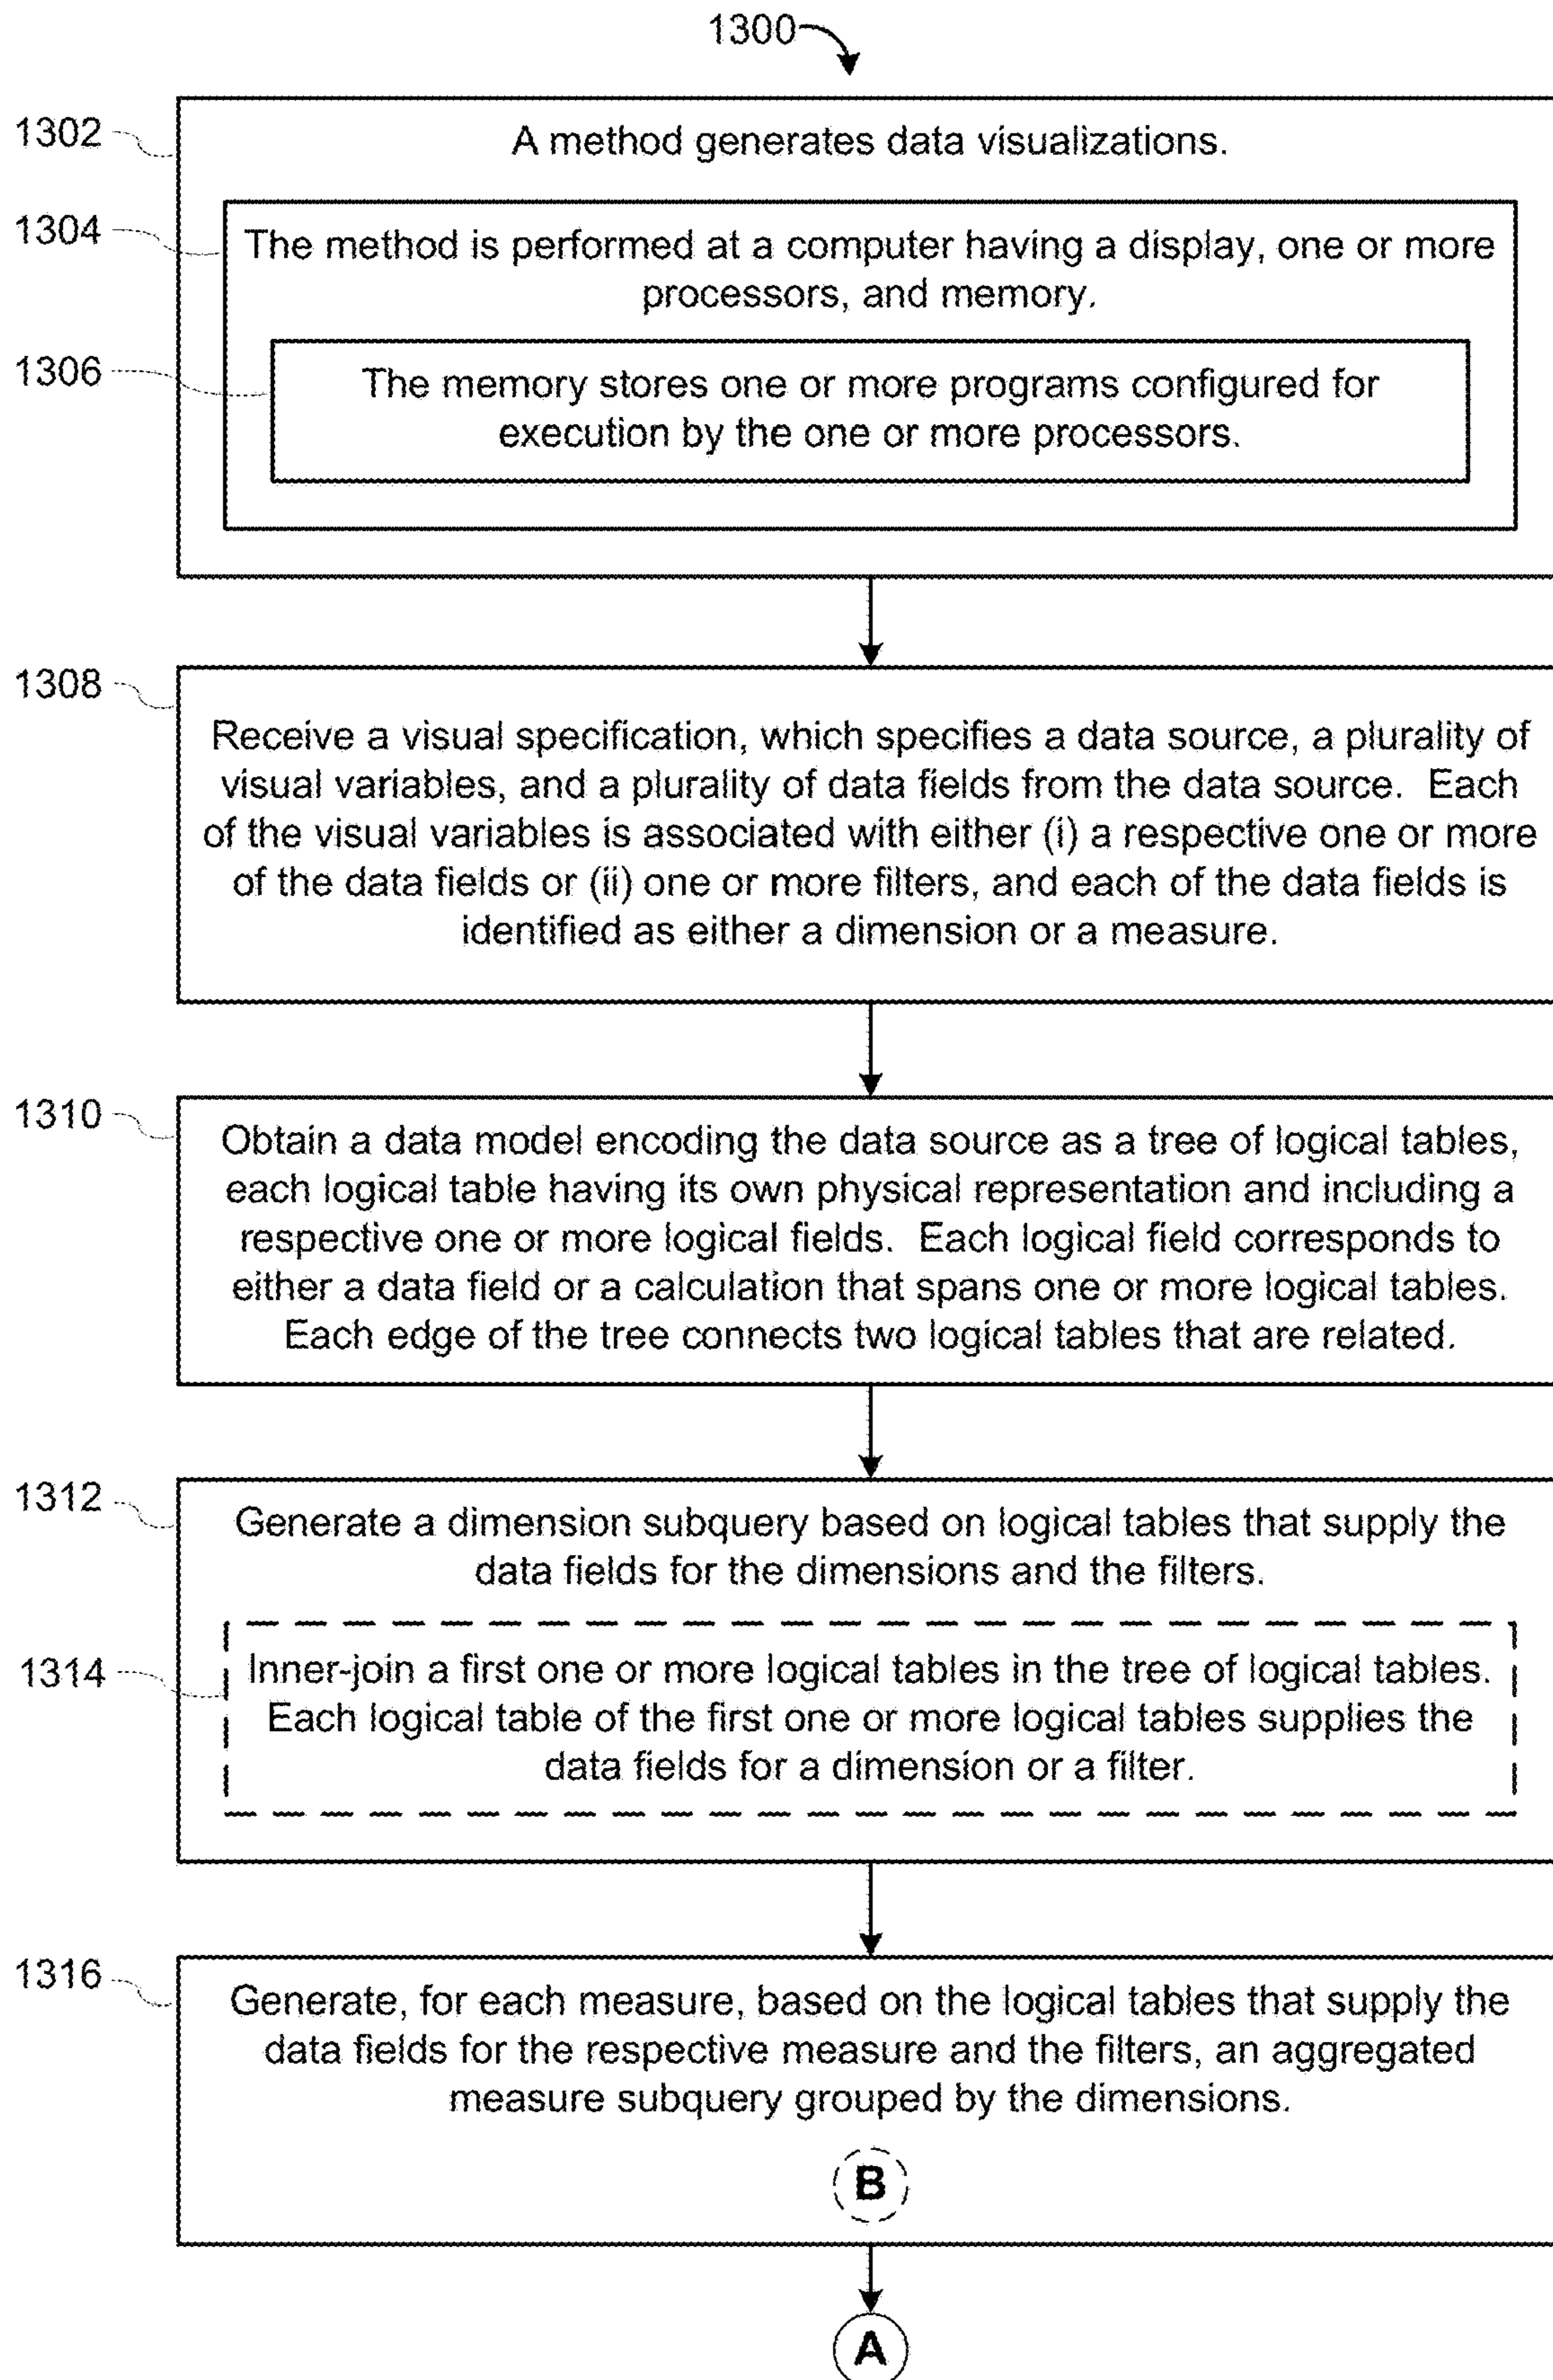 1300
1302
A method generates data visualizations.
1304
The method is performed at a computer having a display, one or more
processors, and memory.
1306
The memory stores one or more programs configured for
execution by the one or more processors.
1308
Receive a visual specification, which specifies a data source, a plurality of
visual variables, and a plurality of data fields from the data source.  Each
of the visual variables is associated with either (i) a respective one or more
of the data fields or (ii) one or more filters, and each of the data fields is
identified as either a dimension or a measure.
1310
Obtain a data model encoding the data source as a tree of logical tables,
each logical table having its own physical representation and including a
respective one or more logical fields.  Each logical field corresponds to
either a data field or a calculation that spans one or more logical tables.
Each edge of the tree connects two logical tables that are related.
1312
Generate a dimension subquery based on logical tables that supply the
data fields for the dimensions and the filters.
1314
Inner-join a first one or more logical tables in the tree of logical tables.
Each logical table of the first one or more logical tables supplies the
data fields for a dimension or a filter.
1316
Generate, for each measure, based on the logical tables that supply the
data fields for the respective measure and the filters, an aggregated
measure subquery grouped by the dimensions.
B
A